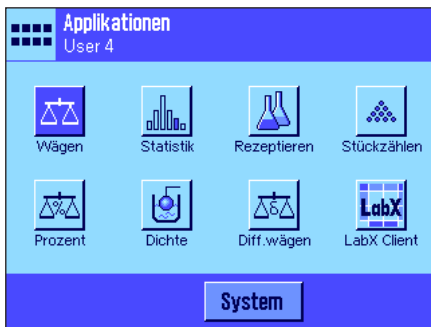 Applikationen
User 4
Wägen Statistik Rezeptieren Stückzählen
LabX
Prozent Dichte Diff.wägen LabX Client
System